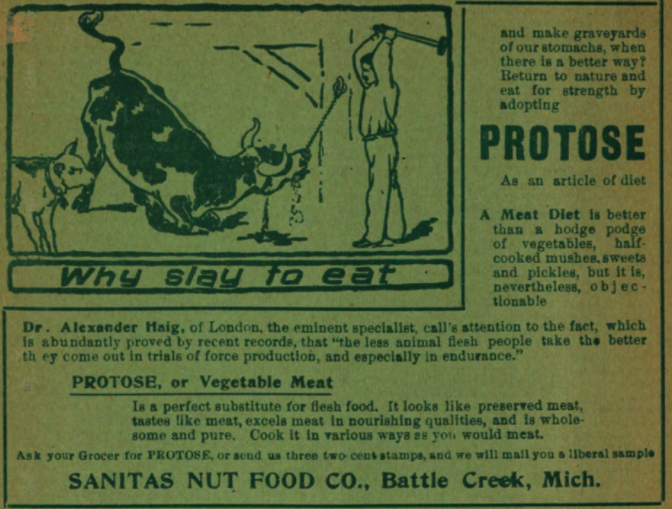 Why slay to eat
and make graveyards
of our stomachs, when
there is a better way?
Return to nature and
eat for strength by
adopting
PROTOSE
As an article of diet
A Meat Diet is better
than a hodge podge
of vegetables, half-
cooked mushes, sweets
and pickles, but it is,
nevertheless, objec-
tionable
Dr. Alexander Haig, of London, the eminent specialist, call's attention to the fact, which
is abundantly proved by recent records, that "the less animal flesh people take the better
th ey come out in trials of force production, and especially in endurance."
PROTOSE, or Vegetable Meat
Is a perfect substitute for flesh food. It looks like preserved meat,
tastes like meat, excels meat in nourishing qualities, and is whole-
some and pure. Cook it in various ways as you would meat.
Ask your Grocer for PROTOSE, or send us three two-cent stamps, and we will mail you a liberal sample
SANITAS NUT FOOD CO., Battle Creek, Mich.